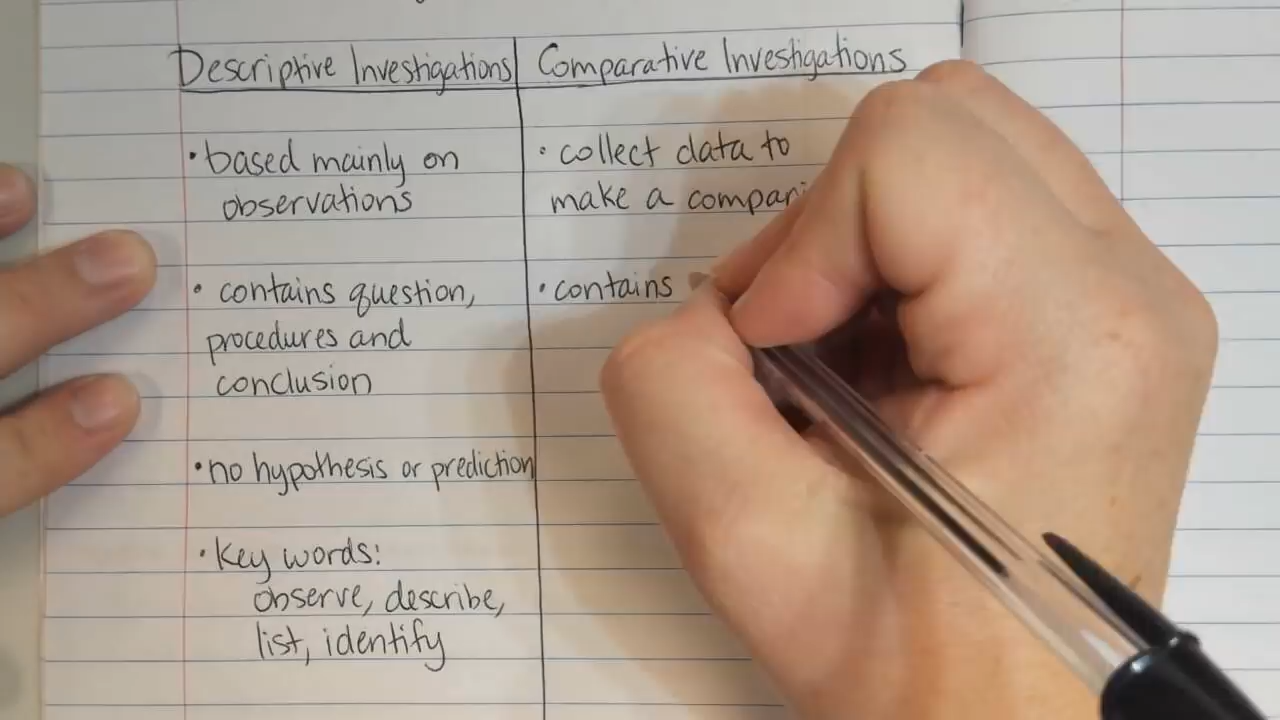 Descriptive Investigations
• based mainly on
observations
• contains question,
procedures and
conclusion
• no hypothesis or prediction
• Key words:
observe, describe,
list, identify
Comparative Investigations
• collect data to
make a
• contains